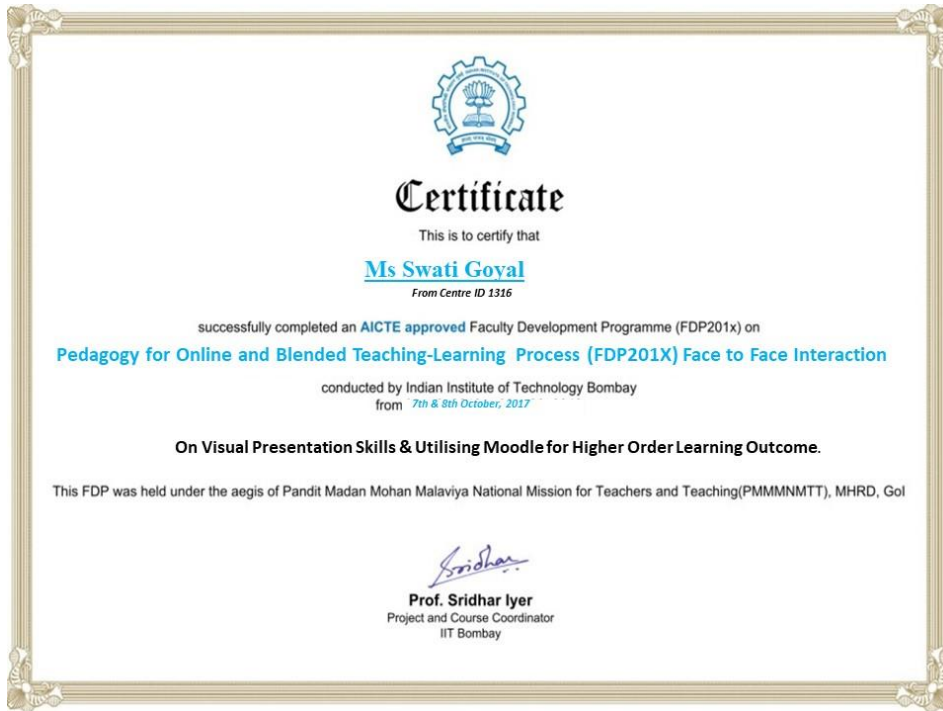 Certificate
This is to certify that
Ms Swati Goyal
From Centre ID 1316
successfully completed an AICTE approved Faculty Development Programme (FDP201x) on
Pedagogy for Online and Blended Teaching-Learning Process (FDP201X) Face to Face Interaction
conducted by Indian Institute of Technology Bombay
from 7th & 8th October, 2017
On Visual Presentation Skills & Utilising Moodle for Higher Order Learning Outcome.
This FDP was held under the aegis of Pandit Madan Mohan Malaviya National Mission for Teachers and Teaching(PMMMNMTT), MHRD, GoI
Sridhar
Prof. Sridhar Iyer
Project and Course Coordinator
IIT Bombay